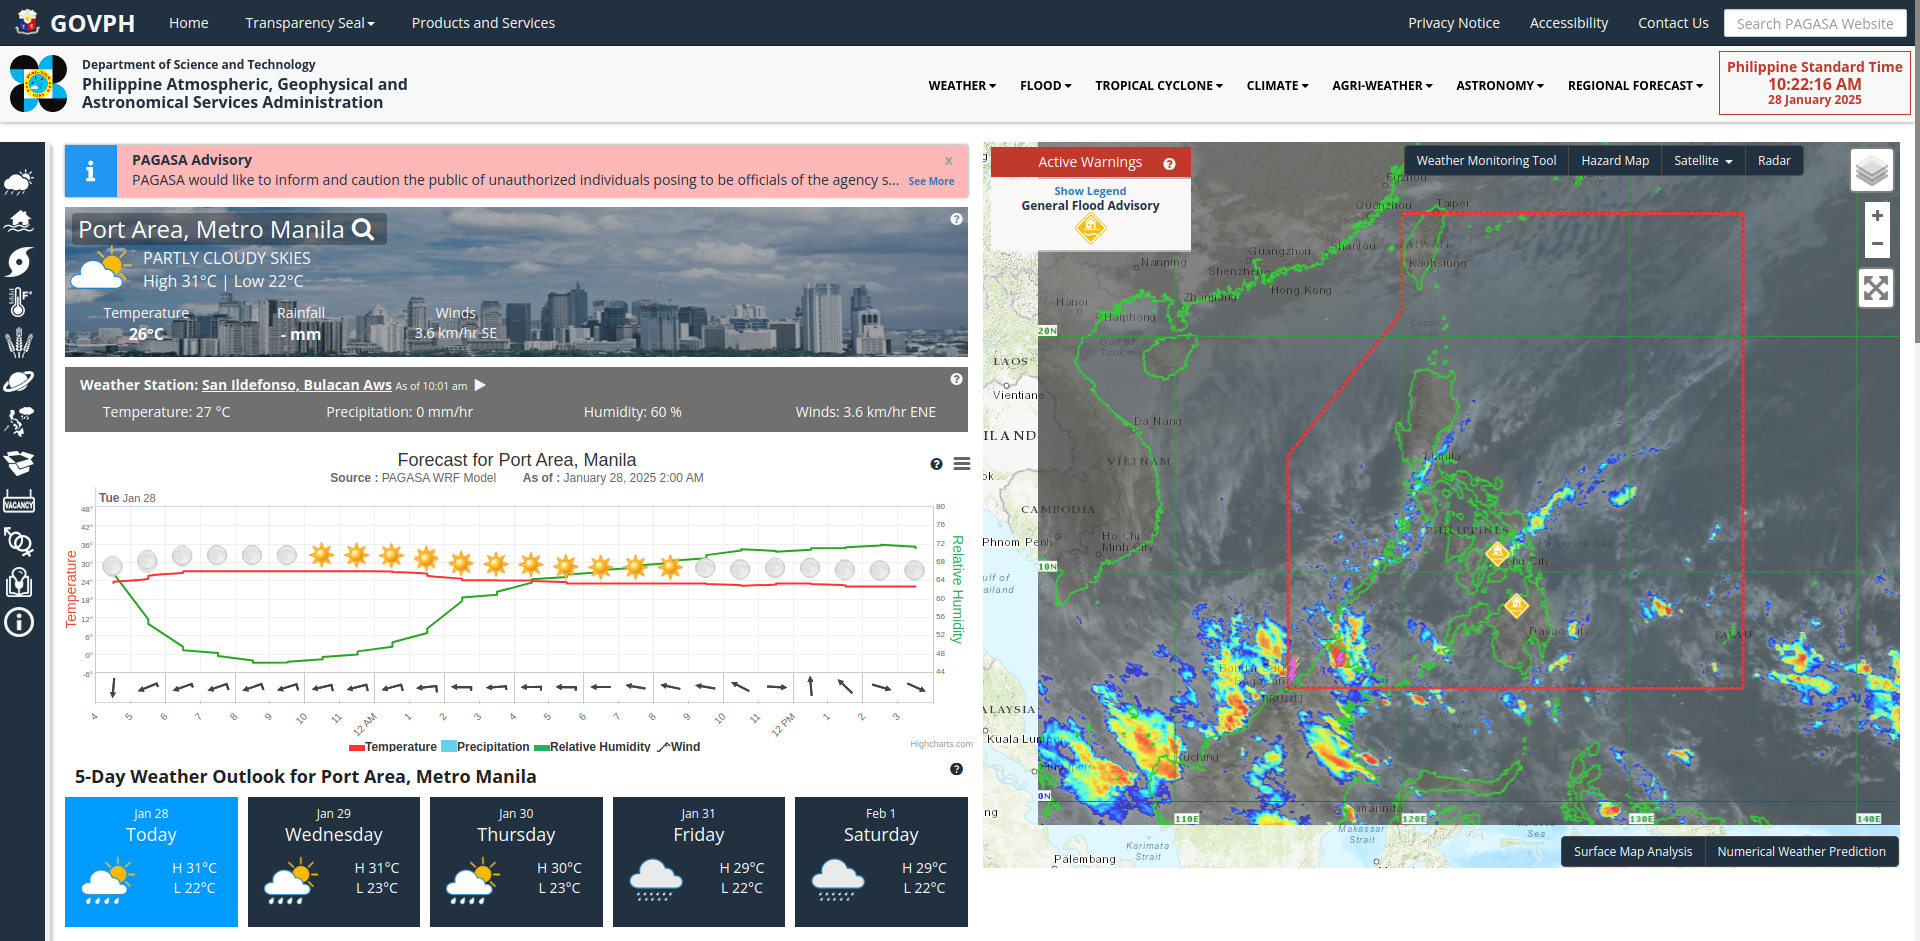 GOVPH
Home
Transparency Seal
Products and Services
Privacy Notice
Accessibility
Contact Us
Search PAGASA Website
Department of Science and Technology
Philippine Atmospheric, Geophysical and
Astronomical Services Administration
WEATHER
FLOOD
TROPICAL CYCLONE
CLIMATE
AGRI-WEATHER
ASTRONOMY
REGIONAL FORECAST
Philippine Standard Time
10:22:16 AM
28 January 2025
VACANCY
PAGASA Advisory
x
PAGASA would like to inform and caution the public of unauthorized individuals posing to be officials of the agency s... See More
Port Area, Metro Manila
PARTLY CLOUDY SKIES
High 31°C | Low 22°C
Temperature
Rainfall
Winds
26°C
- mm
3.6 km/hr SE
Weather Station: San Ildefonso, Bulacan Aws As of 10:01 am
Temperature: 27 °C
Precipitation: 0 mm/hr
Humidity: 60 %
Winds: 3.6 km/hr ENE
Forecast for Port Area, Manila
Source : PAGASA WRF Model As of : January 28, 2025 2:00 AM
Tue Jan 28
48°
42°
36°
30°
24°
18°
12°
6°
0°
-6°
Temperature
80
76
72
68
64
60
56
52
48
44
Relative Humidity
4
5
6
7
8
9
10
11
12 AM
1
2
3
4
5
6
7
8
9
10
11
12 PM
1
2
3
Temperature
Precipitation
Relative Humidity
Wind
Highcharts.com
5-Day Weather Outlook for Port Area, Metro Manila
Jan 28
Today
H 31°C
L 22°C
Jan 29
Wednesday
H 31°C
L 23°C
Jan 30
Thursday
H 30°C
L 23°C
Jan 31
Friday
H 29°C
L 22°C
Feb 1
Saturday
H 29°C
L 22°C
Active Warnings
Show Legend
General Flood Advisory
Weather Monitoring Tool
Hazard Map
Satellite
Radar
+
−
Fuzhou
Quanzhou
Taipei
Shantou
TAIWAN
Guangzhou
Kaohsiung
Nanning
Shenzhen
Hong Kong
Zhanjiang
Hanoi
Haiphong
Luzon
Strait
20N
Gulf of
Tonkin
LAOS
Vientiane
Da Nang
ILAND
VIETNAM
Manila
ok
CAMBODIA
PHILIPPINES
Philippine Sea
Phnom Penh
Ho Chi
Minh City
10N
ulf of
ailand
Davao City
PALAU
Bandar Seri
Begawan
BRUNEI
ALAYSIA
Kuala Lumpur
Kuching
Singapore
0N
ng
Samarinda
110E
120E
130E
140E
Makassar
Strait
Karimata
Strait
Palembang
Sea
Surface Map Analysis
Numerical Weather Prediction